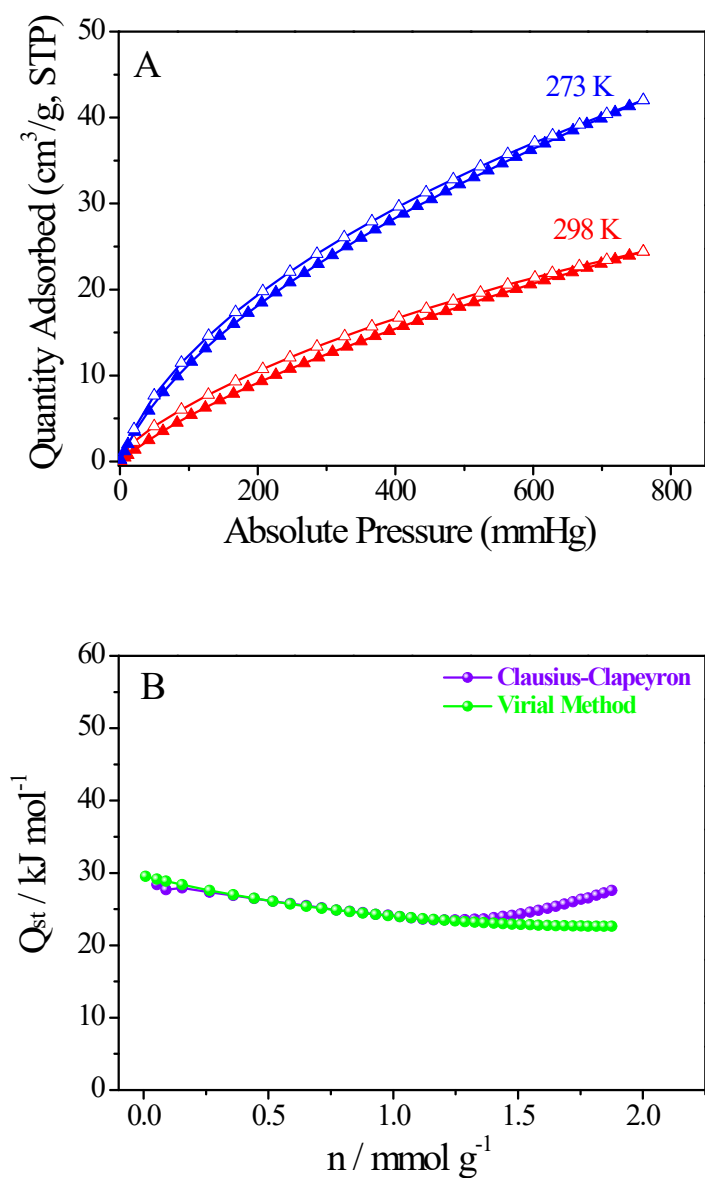 A
273 K
298 K
50
40
30
20
10
0
Quantity Adsorbed (cm³/g, STP)
0 200 400 600 800
Absolute Pressure (mmHg)
B
Clausius-Clapeyron
Virial Method
60
50
40
30
20
10
0
Qst / kJ mol⁻¹
0.0 0.5 1.0 1.5 2.0
n / mmol g⁻¹